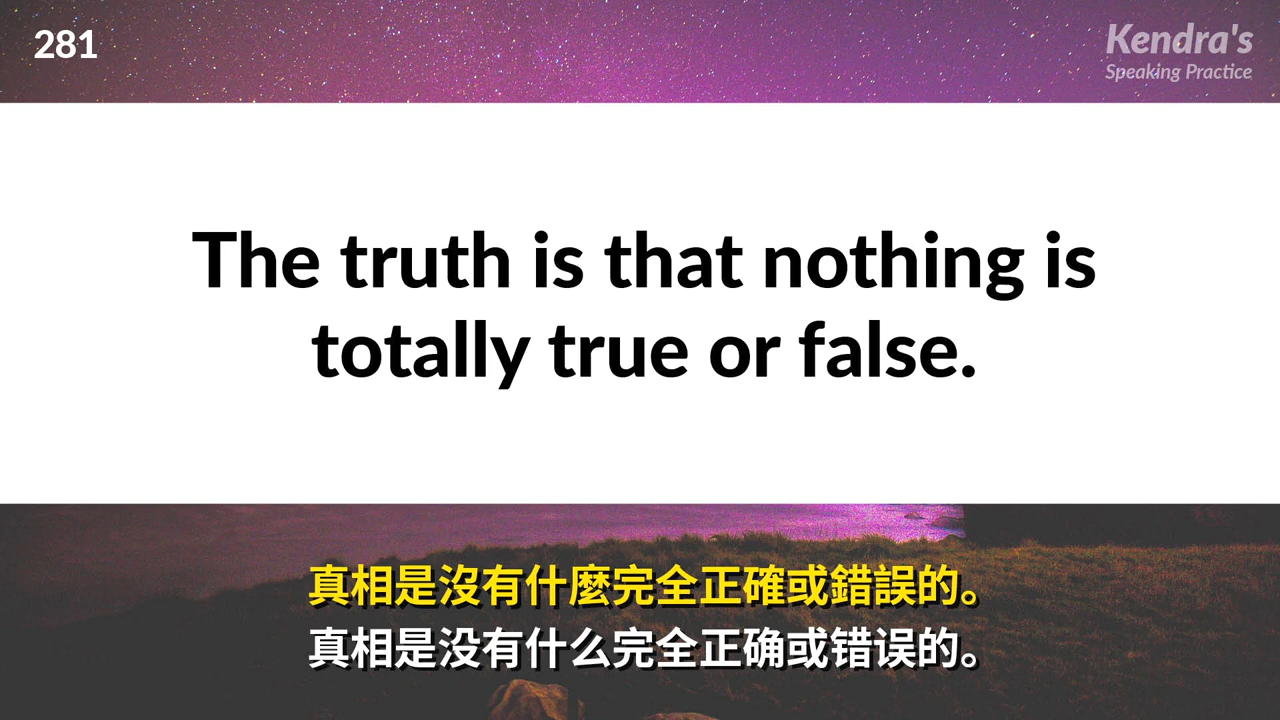 281
Kendra's
Speaking Practice
The truth is that nothing is
totally true or false.
真相是沒有什麼完全正確或錯誤的。
真相是没有什么完全正确或错误的。